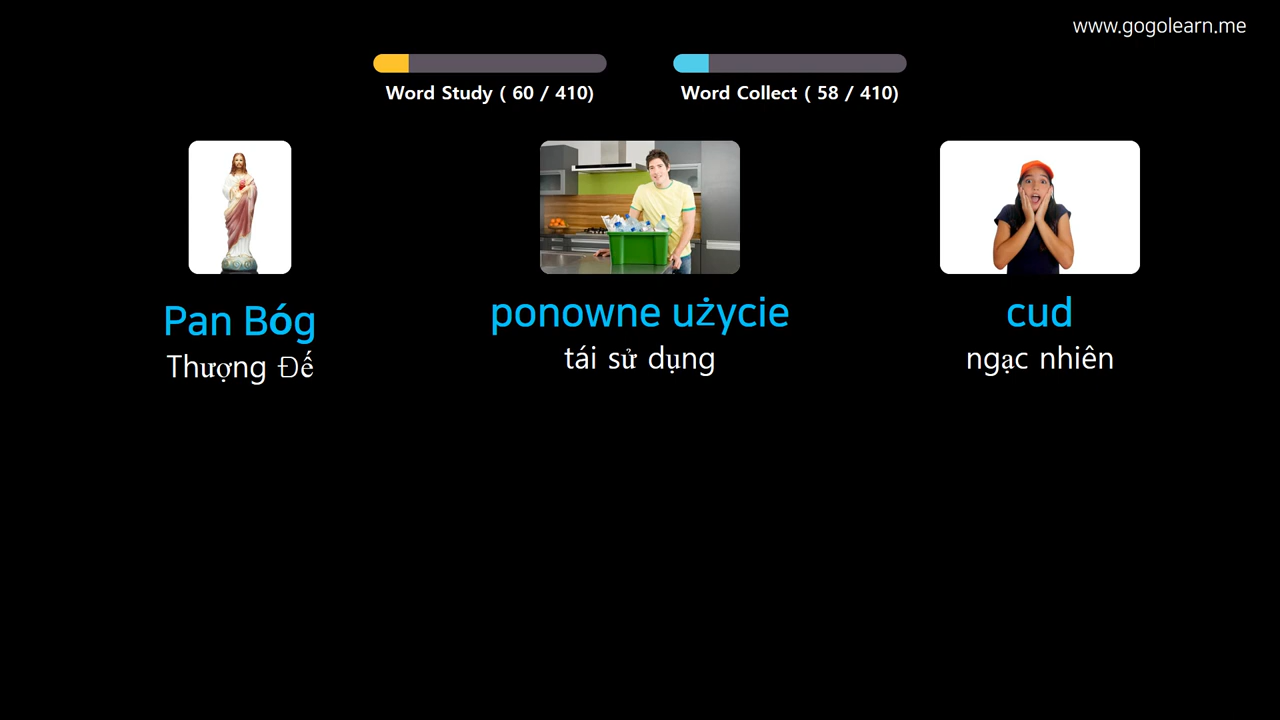 www.gogolearn.me
Word Study ( 60 / 410)
Word Collect ( 58 / 410)
Pan Bóg
Thượng Đế
ponowne użycie
tái sử dụng
cud
ngạc nhiên